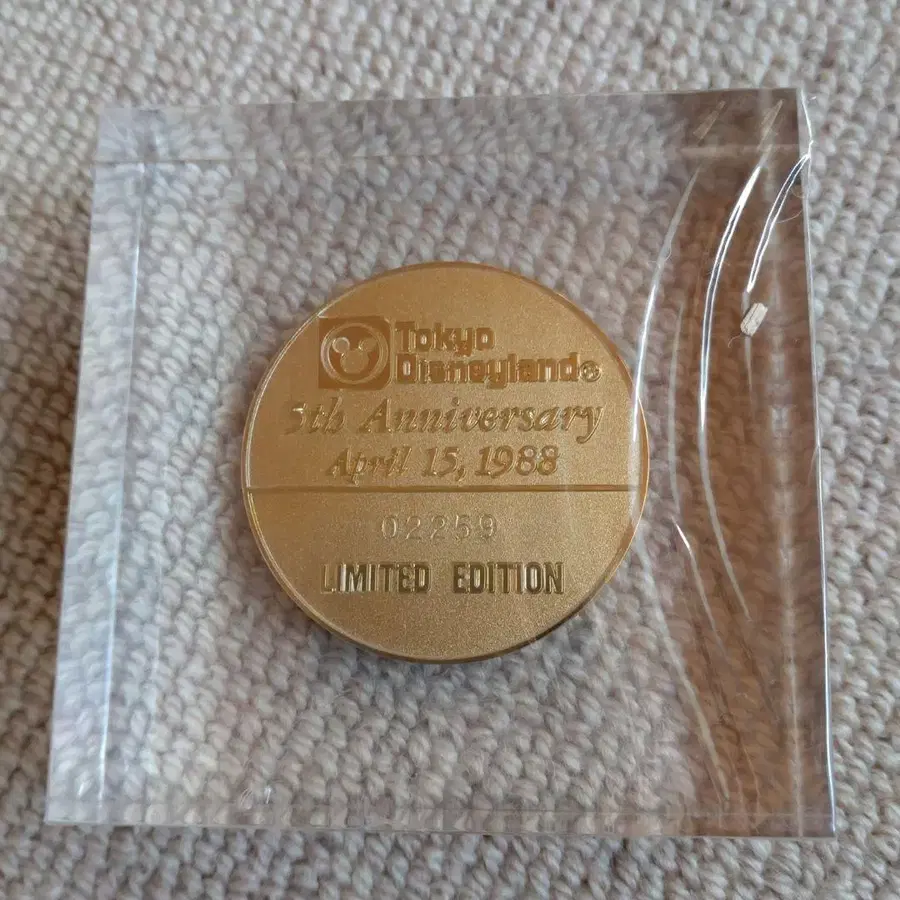 Tokyo
Disneyland®
5th Anniversary
April 15, 1988
02259
LIMITED EDITION